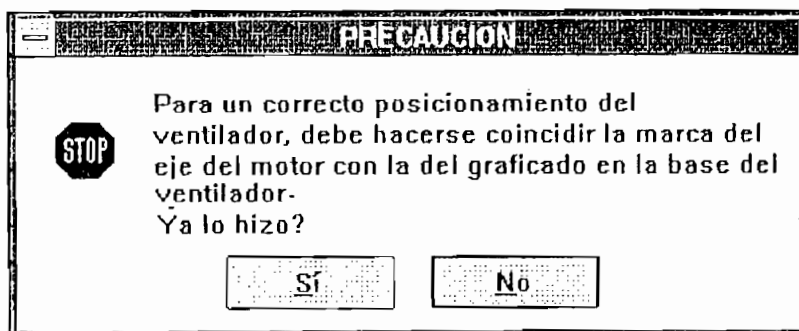 PRECAUCION
STOP
Para un correcto posicionamiento del
ventilador, debe hacerse coincidir la marca del
eje del motor con la del graficado en la base del
ventilador.
Ya lo hizo?
Sí
No